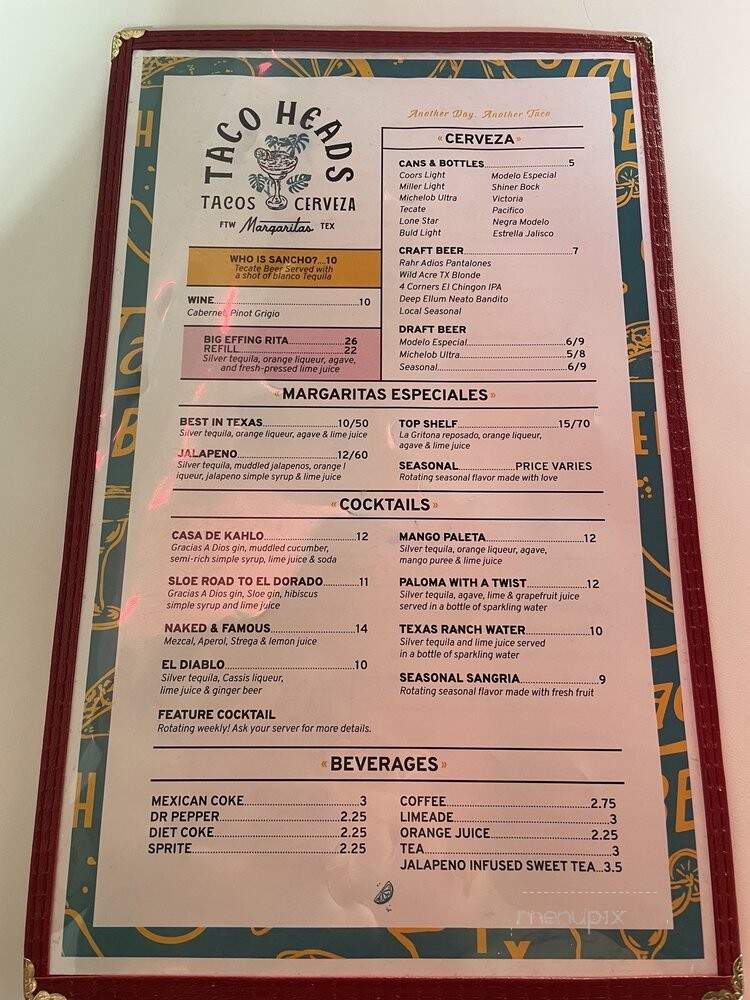 TACO HEADS
TACOS CERVEZA
FTW Margaritas TEX
WHO IS SANCHO?....10
Tecate Beer Served with
a shot of blanco Tequila
WINE....10
Cabernet, Pinot Grigio
BIG EFFING RITA....26
REFILL....22
Silver tequila, orange liqueur, agave,
and fresh-pressed lime juice
Another Day. Another Taco
«CERVEZA»
CANS & BOTTLES....5
Coors Light
Miller Light
Michelob Ultra
Tecate
Lone Star
Buld Light
Modelo Especial
Shiner Bock
Victoria
Pacifico
Negra Modelo
Estrella Jalisco
CRAFT BEER....7
Rahr Adios Pantalones
Wild Acre TX Blonde
4 Corners El Chingon IPA
Deep Ellum Neato Bandito
Local Seasonal
DRAFT BEER
Modelo Especial....6/9
Michelob Ultra....5/8
Seasonal....6/9
«MARGARITAS ESPECIALES»
BEST IN TEXAS....10/50
Silver tequila, orange liqueur, agave & lime juice
JALAPENO....12/60
Silver tequila, muddled jalapenos, orange l
iqueur, jalapeno simple syrup & lime juice
TOP SHELF....15/70
La Gritona reposado, orange liqueur,
agave & lime juice
SEASONAL....PRICE VARIES
Rotating seasonal flavor made with love
«COCKTAILS»
CASA DE KAHLO....12
Gracias A Dios gin, muddled cucumber,
semi-rich simple syrup, lime juice & soda
SLOE ROAD TO EL DORADO....11
Gracias A Dios gin, Sloe gin, hibiscus
simple syrup and lime juice
NAKED & FAMOUS....14
Mezcal, Aperol, Strega & lemon juice
EL DIABLO....10
Silver tequila, Cassis liqueur,
lime juice & ginger beer
FEATURE COCKTAIL
Rotating weekly! Ask your server for more details.
MANGO PALETA....12
Silver tequila, orange liqueur, agave,
mango puree & lime juice
PALOMA WITH A TWIST....12
Silver tequila, agave, lime & grapefruit juice
served in a bottle of sparkling water
TEXAS RANCH WATER....10
Silver tequila and lime juice served
in a bottle of sparkling water
SEASONAL SANGRIA....9
Rotating seasonal flavor made with fresh fruit
«BEVERAGES»
MEXICAN COKE....3
DR PEPPER....2.25
DIET COKE....2.25
SPRITE....2.25
COFFEE....2.75
LIMEADE....3
ORANGE JUICE....2.25
TEA....3
JALAPENO INFUSED SWEET TEA...3.5
menupix